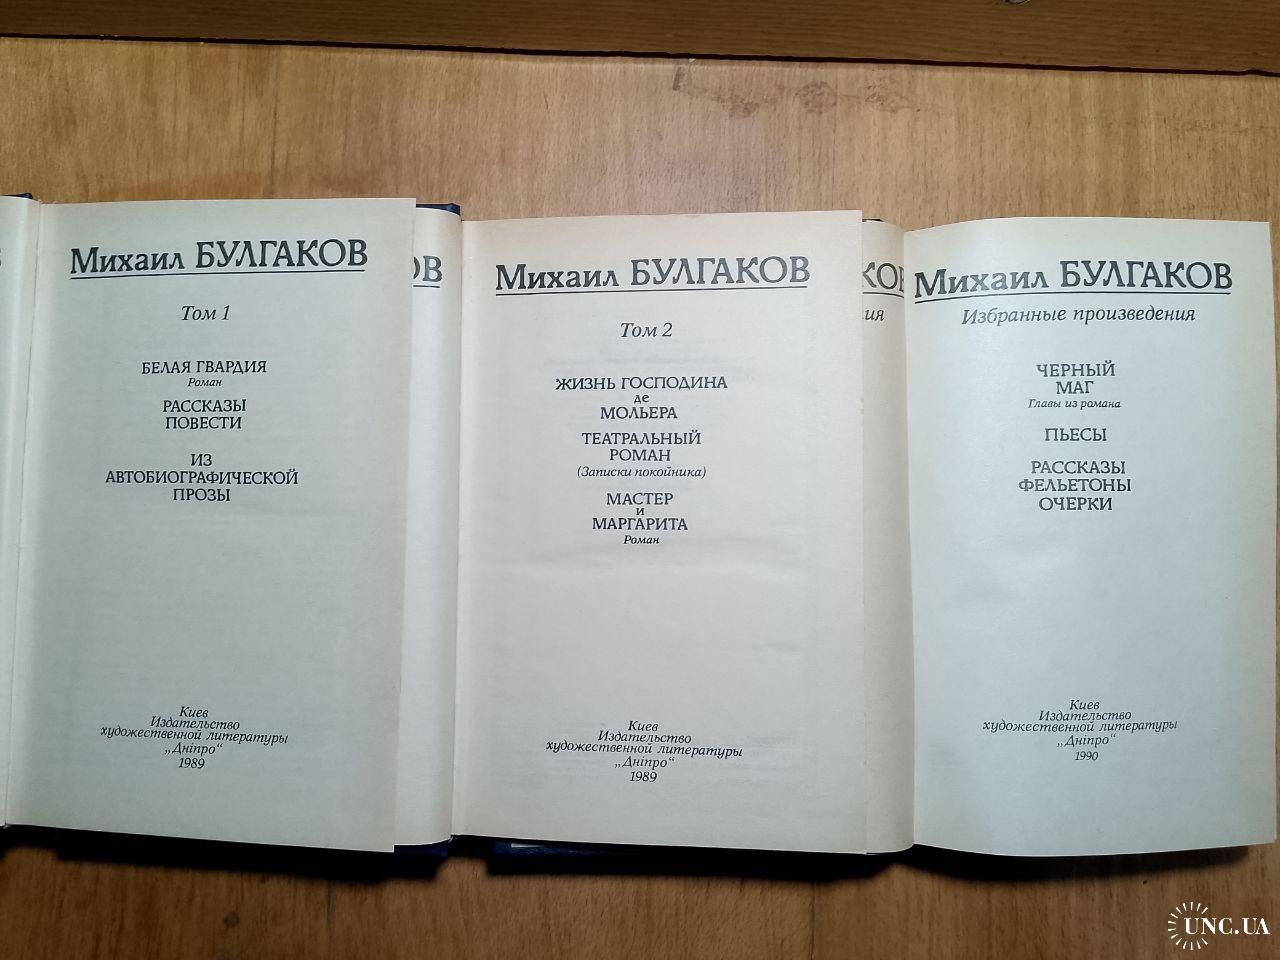 Михаил БУЛГАКОВ
Том 1
БЕЛАЯ ГВАРДИЯ
Роман
РАССКАЗЫ
ПОВЕСТИ
ИЗ
АВТОБИОГРАФИЧЕСКОЙ
ПРОЗЫ
Киев
Издательство
художественной литературы
„Дніпро“
1989
ОВ
Михаил БУЛГАКОВ
Том 2
ЖИЗНЬ ГОСПОДИНА
де
МОЛЬЕРА
ТЕАТРАЛЬНЫЙ
РОМАН
(Записки покойника)
МАСТЕР
и
МАРГАРИТА
Роман
Киев
Издательство
художественной литературы
„Дніпро“
1989
КОВ
ия
Михаил БУЛГАКОВ
Избранные произведения
ЧЕРНЫЙ
МАГ
Главы из романа
ПЬЕСЫ
РАССКАЗЫ
ФЕЛЬЕТОНЫ
ОЧЕРКИ
Киев
Издательство
художественной литературы
„Дніпро“
1990
UNC.UA